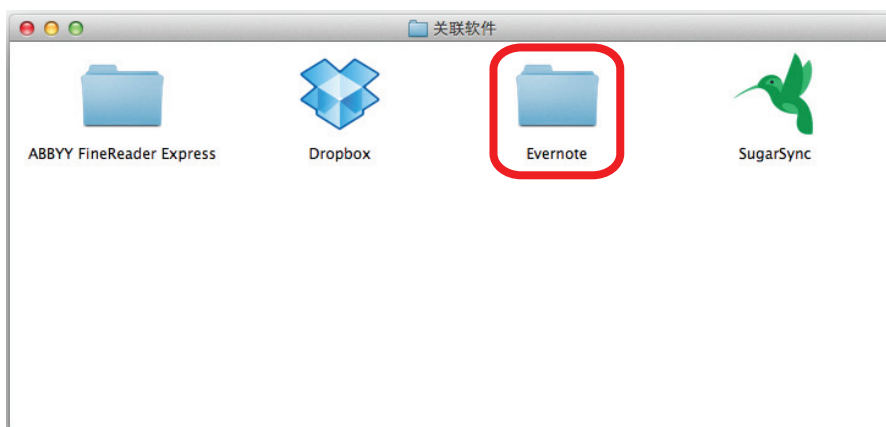 关联软件
ABBYY FineReader Express
Dropbox
Evernote
SugarSync